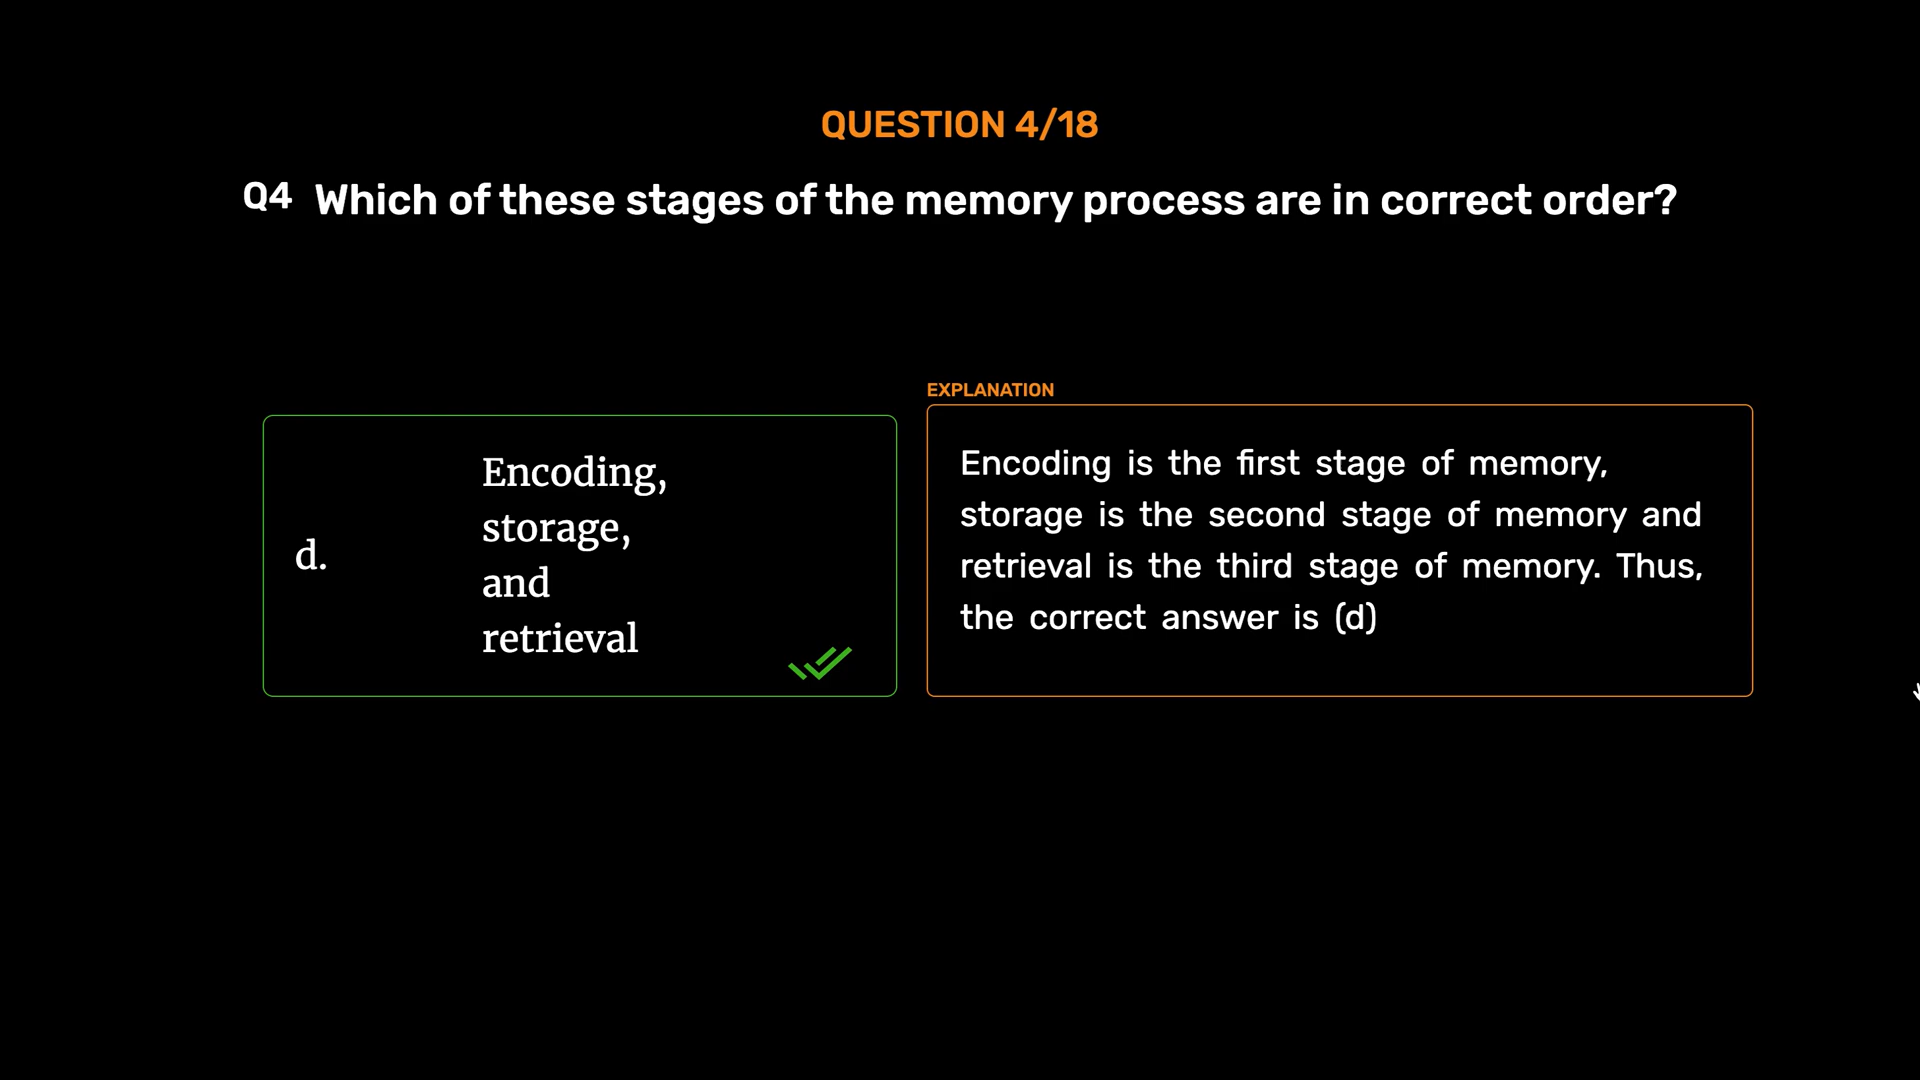 QUESTION 4/18
Q4 Which of these stages of the memory process are in correct order?
d.
Encoding,
storage,
and
retrieval
EXPLANATION
Encoding is the first stage of memory,
storage is the second stage of memory and
retrieval is the third stage of memory. Thus,
the correct answer is (d)